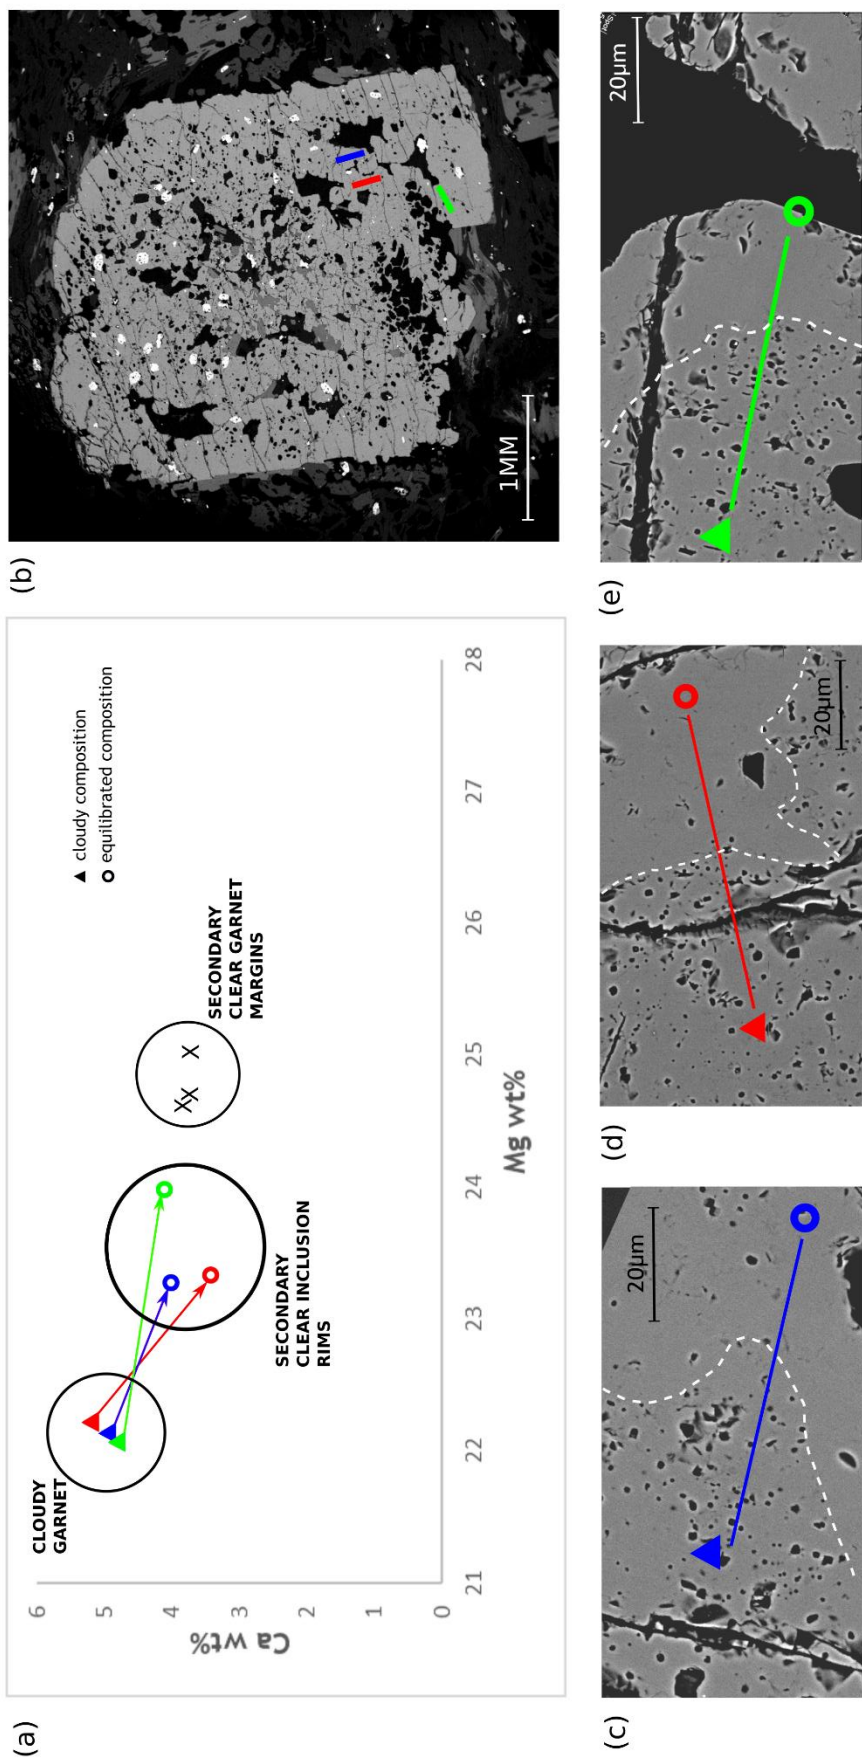 (a)
6
5
4
3
2
1
0
Ca wt%
21
22
23
24
25
26
27
28
Mg wt%
CLOUDY
GARNET
SECONDARY
CLEAR INCLUSION
RIMS
SECONDARY
CLEAR GARNET
MARGINS
X
X
X
▲ cloudy composition
○ equilibrated composition
(b)
1MM
(c)
20µm
(d)
20µm
(e)
20µm